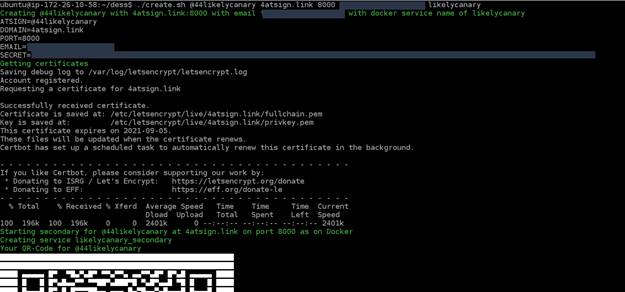 ubuntu@ip-172-26-10-58:~/dess$ ./create.sh @44likelycanary 4atsign.link 8000 likelycanary
Creating @44likelycanary with 4atsign.link:8000 with email with docker service name of likelycanary
ATSIGN=@44likelycanary
DOMAIN=4atsign.link
PORT=8000
EMAIL=
SECRET=
Getting certificates
Saving debug log to /var/log/letsencrypt/letsencrypt.log
Account registered.
Requesting a certificate for 4atsign.link
Successfully received certificate.
Certificate is saved at: /etc/letsencrypt/live/4atsign.link/fullchain.pem
Key is saved at: /etc/letsencrypt/live/4atsign.link/privkey.pem
This certificate expires on 2021-09-05.
These files will be updated when the certificate renews.
Certbot has set up a scheduled task to automatically renew this certificate in the background.
- - - - - - - - - - - - - - - - - - - - - - - - - - - - - - - - - - - - - - - -
If you like Certbot, please consider supporting our work by:
* Donating to ISRG / Let's Encrypt: https://letsencrypt.org/donate
* Donating to EFF: https://eff.org/donate-le
- - - - - - - - - - - - - - - - - - - - - - - - - - - - - - - - - - - - - - - -
% Total % Received % Xferd Average Speed Time Time Time Current
Dload Upload Total Spent Left Speed
100 196k 100 196k 0 0 2401k 0 --:--:-- --:--:-- --:--:-- 2401k
Starting secondary for @44likelycanary at 4atsign.link on port 8000 as on Docker
Creating service likelycanary_secondary
Your QR-Code for @44likelycanary